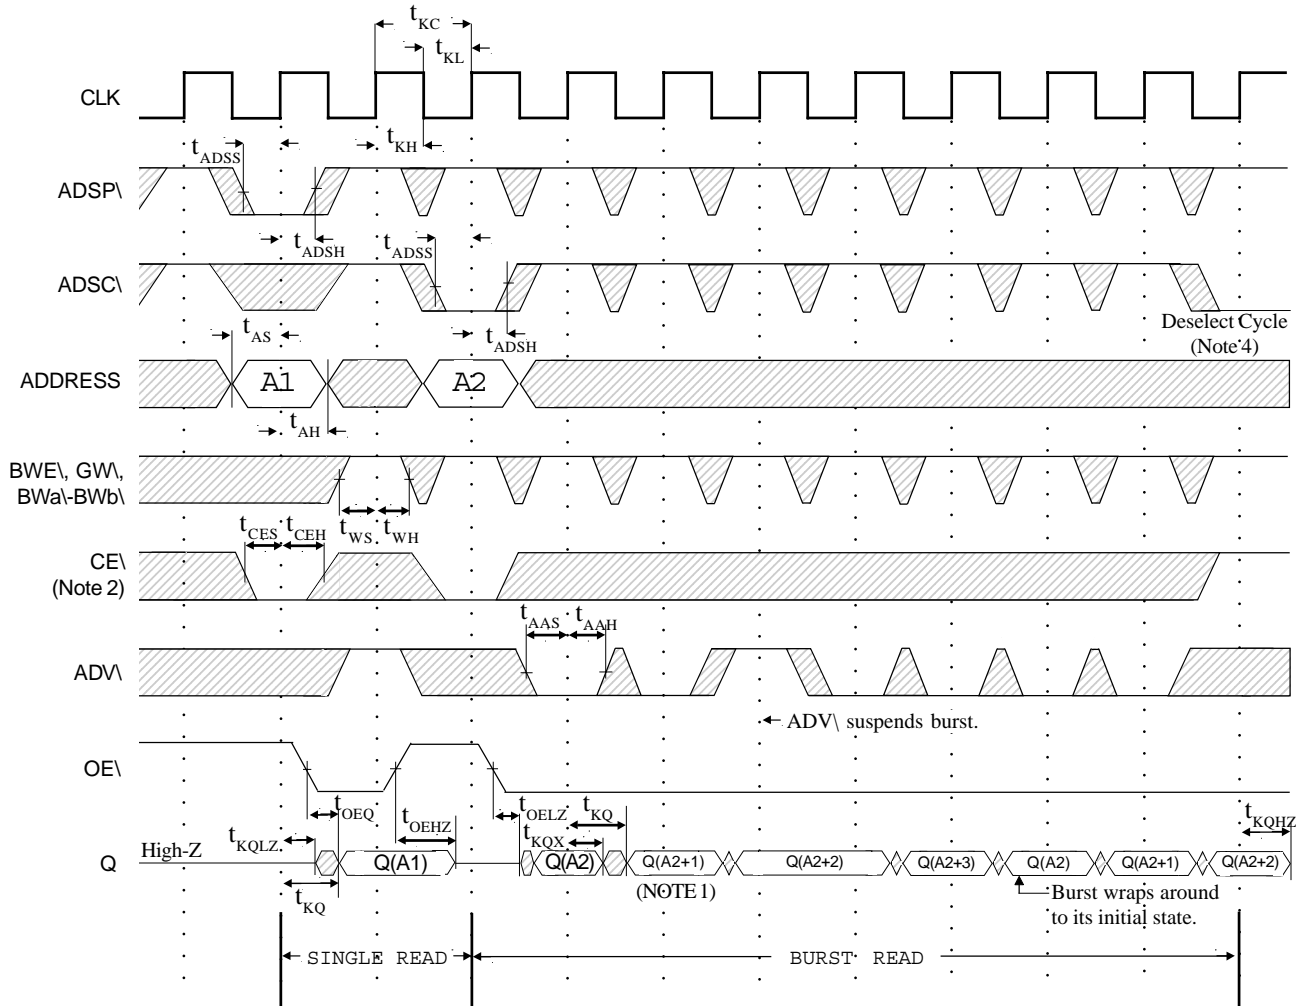 tKC
tKL
CLK
tADSS
tKH
ADSP\
tADSH
tADSS
ADSC\
tAS
tADSH
Deselect Cycle
(Note 4)
ADDRESS
A1
A2
tAH
BWE\, GW\,
BWa\-BWb\
tCES
tCEH
tWS
tWH
CE\
(Note 2)
tAAS
tAAH
ADV\
ADV\ suspends burst.
OE\
tOEQ
tOEHZ
tOELZ
tKQ
tKQLZ
tKQX
tKQHZ
Q
High-Z
Q(A1)
Q(A2)
Q(A2+1)
Q(A2+2)
Q(A2+3)
Q(A2)
Q(A2+1)
Q(A2+2)
tKQ
(NOTE 1)
Burst wraps around
to its initial state.
SINGLE READ
BURST READ